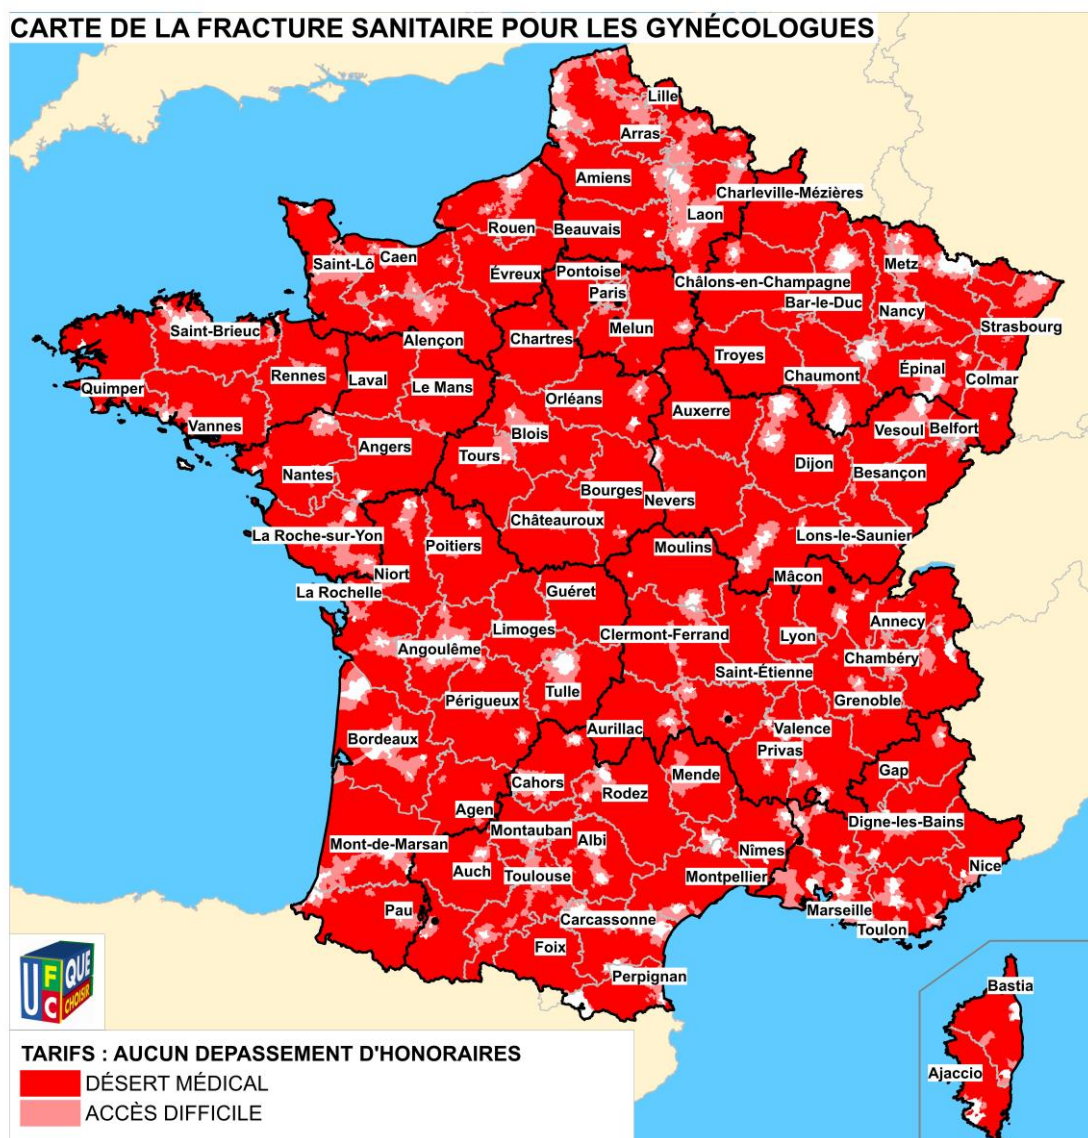 CARTE DE LA FRACTURE SANITAIRE POUR LES GYNÉCOLOGUES
Lille
Arras
Amiens
Charleville-Mézières
Laon
Rouen
Beauvais
Caen
Saint-Lô
Metz
Évreux
Pontoise
Châlons-en-Champagne
Paris
Bar-le-Duc
Nancy
Strasbourg
Saint-Brieuc
Melun
Alençon
Chartres
Troyes
Chaumont
Épinal
Colmar
Rennes
Laval
Le Mans
Quimper
Orléans
Auxerre
Vannes
Blois
Vesoul
Belfort
Angers
Tours
Dijon
Besançon
Nantes
Bourges
Nevers
Châteauroux
La Roche-sur-Yon
Poitiers
Moulins
Lons-le-Saunier
Niort
Mâcon
La Rochelle
Guéret
Limoges
Clermont-Ferrand
Lyon
Annecy
Angoulême
Chambéry
Saint-Étienne
Tulle
Périgueux
Grenoble
Aurillac
Valence
Bordeaux
Privas
Gap
Cahors
Mende
Rodez
Agen
Digne-les-Bains
Montauban
Mont-de-Marsan
Albi
Nîmes
Nice
Auch
Toulouse
Montpellier
Pau
Marseille
Carcassonne
Toulon
Foix
Perpignan
Bastia
Ajaccio
UFC
QUE
CHOISIR
TARIFS : AUCUN DEPASSEMENT D'HONORAIRES
DÉSERT MÉDICAL
ACCÈS DIFFICILE